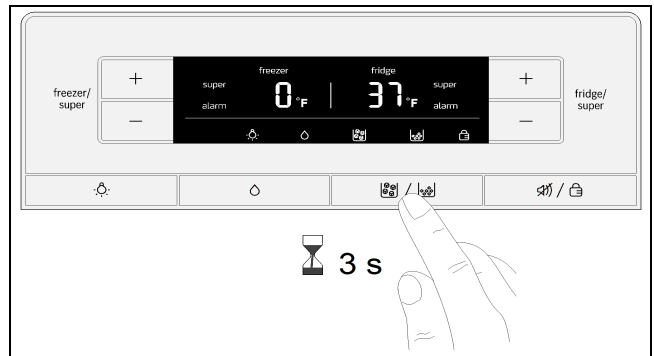 freezer fridge
super super
freezer/
super
+ 0 °F 37 °F +
fridge/
super
alarm alarm
− −
/ /
3 s